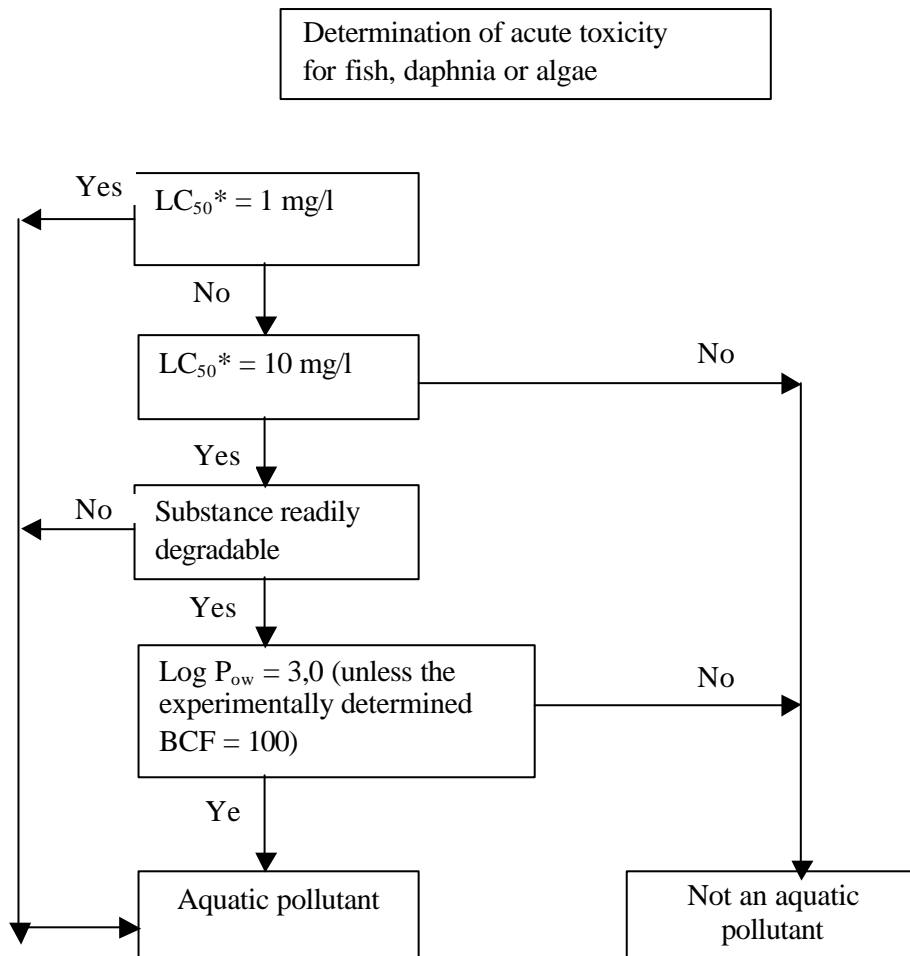 Determination of acute toxicity
for fish, daphnia or algae
Yes
LC₅₀* = 1 mg/l
No
LC₅₀* = 10 mg/l
No
Yes
No
Substance readily
degradable
Yes
Log Pₒw = 3,0 (unless the
experimentally determined
BCF = 100)
No
Ye
Aquatic pollutant
Not an aquatic
pollutant